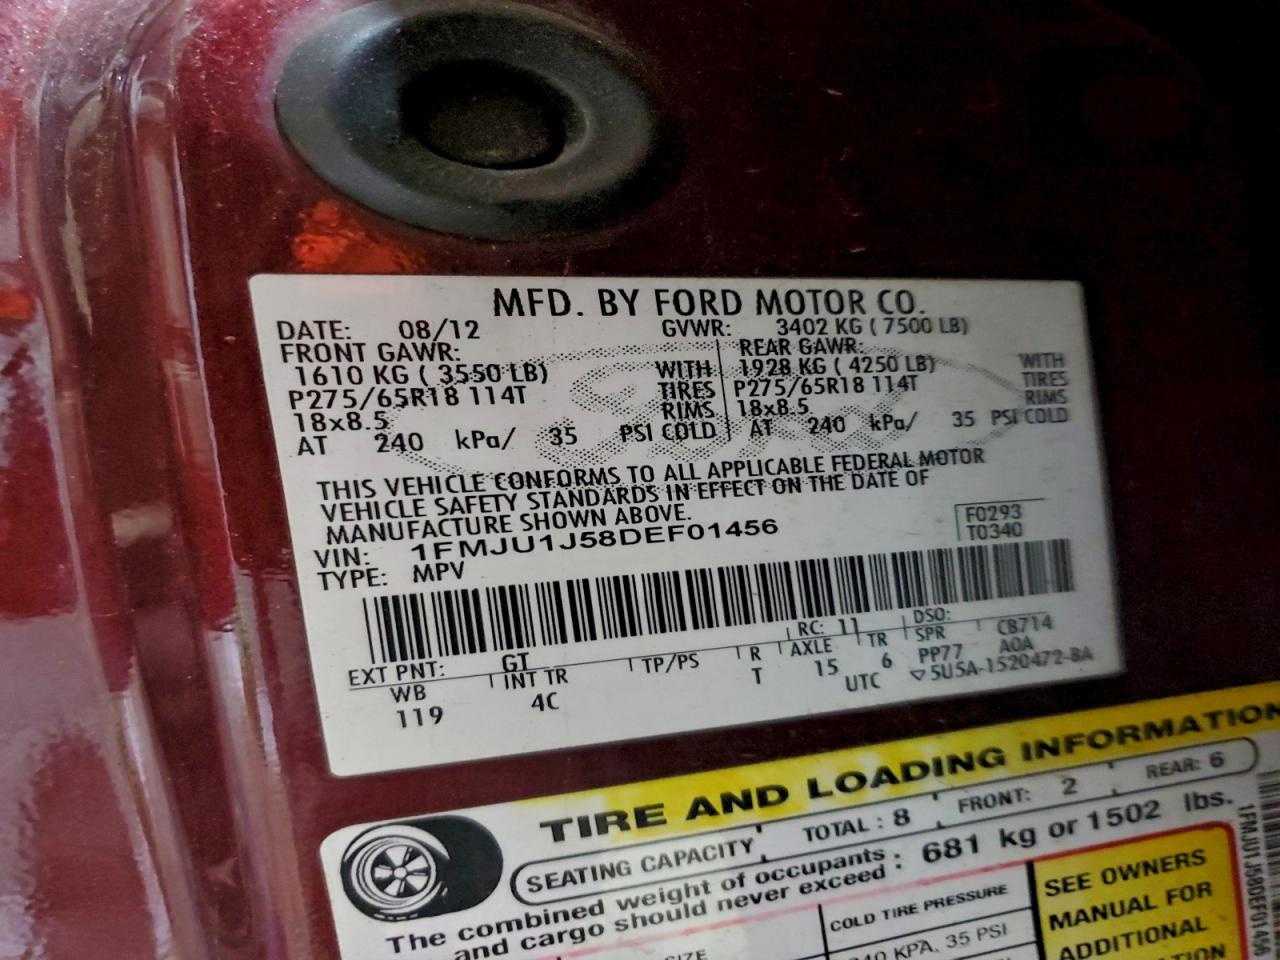 MFD. BY FORD MOTOR CO.
DATE: 08/12 GVWR: 3402 KG ( 7500 LB)
FRONT GAWR: REAR GAWR:
1610 KG ( 3550 LB) WITH 1928 KG ( 4250 LB) WITH
P275/65R18 114T TIRES P275/65R18 114T TIRES
18x8.5 RIMS 18x8.5 RIMS
AT 240 kPa/ 35 PSI COLD AT 240 kPa/ 35 PSI COLD
THIS VEHICLE CONFORMS TO ALL APPLICABLE FEDERAL MOTOR
VEHICLE SAFETY STANDARDS IN EFFECT ON THE DATE OF
MANUFACTURE SHOWN ABOVE.
VIN: 1FMJU1J58DEF01456
TYPE: MPV
F0293
T0340
EXT PNT: GT RC: 11 DSO: CB714
WB INT TR TP/PS R AXLE TR SPR A0A
119 4C T 15 6 PP77
UTC ▽5U5A-1520472-BA
TIRE AND LOADING INFORMATION
SEATING CAPACITY TOTAL : 8 FRONT: 2 REAR: 6
The combined weight of occupants : 681 kg or 1502 lbs.
and cargo should never exceed
COLD TIRE PRESSURE
KPA, 35 PSI
SEE OWNERS
MANUAL FOR
ADDITIONAL
1FMJU1J58DEF01456